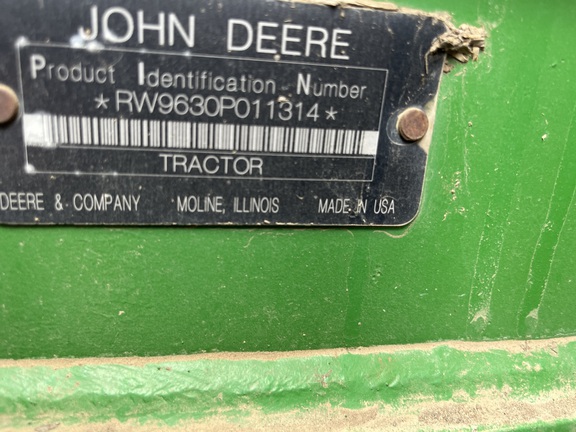 JOHN DEERE
Product Identification Number
*RW9630P011314*
TRACTOR
DEERE & COMPANY MOLINE, ILLINOIS MADE IN USA